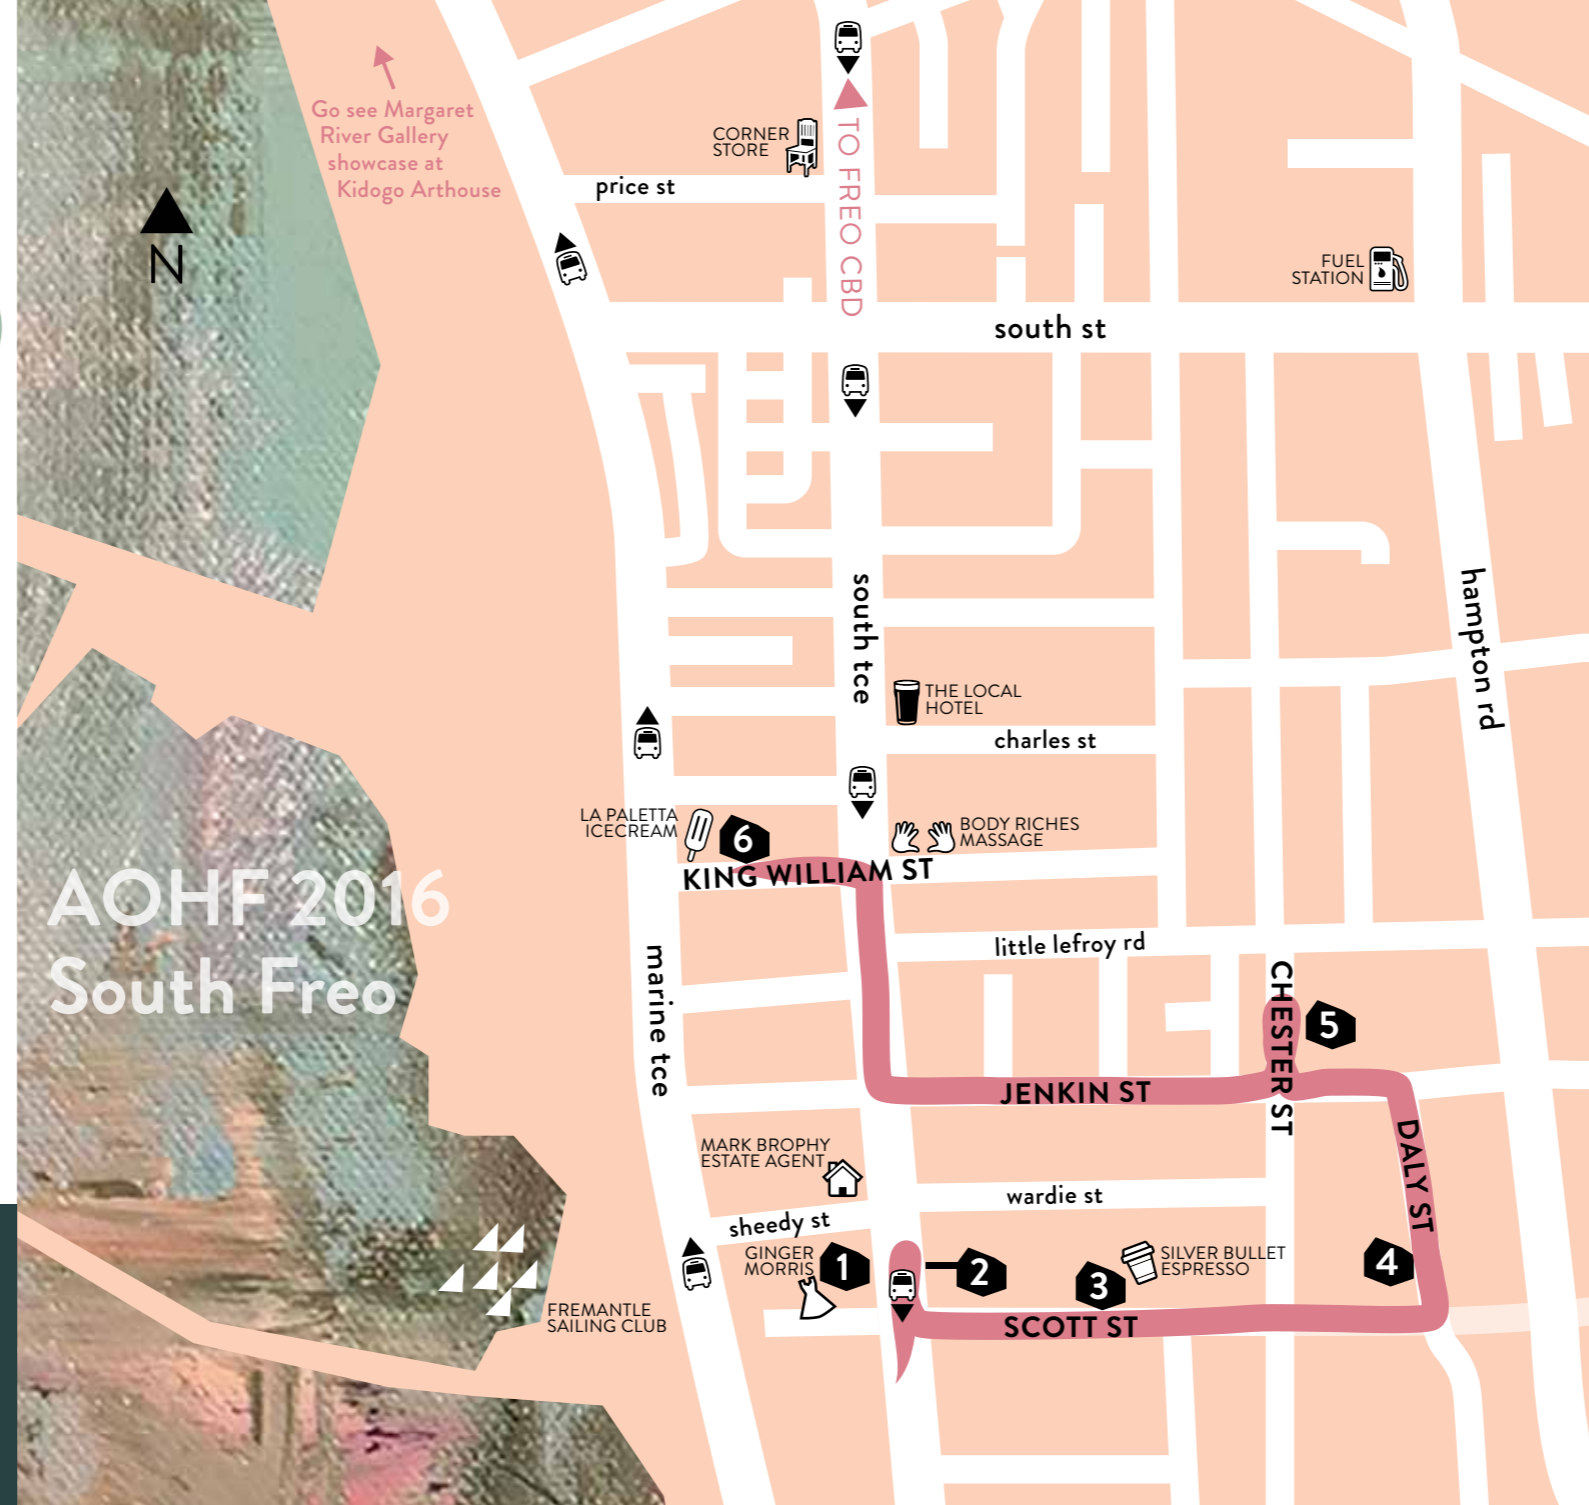 Go see Margaret
River Gallery
showcase at
Kidogo Arthouse
N
CORNER
STORE
TO FREO CBD
price st
FUEL
STATION
south st
south tce
hampton rd
THE LOCAL
HOTEL
charles st
LA PALETTA
ICECREAM
6
BODY RICHES
MASSAGE
KING WILLIAM ST
AOHF 2016
South Freo
little lefroy rd
marine tce
CHESTER ST
5
JENKIN ST
MARK BROPHY
ESTATE AGENT
DALY ST
wardie st
sheedy st
GINGER
MORRIS
1
2
3
SILVER BULLET
ESPRESSO
4
FREMANTLE
SAILING CLUB
SCOTT ST